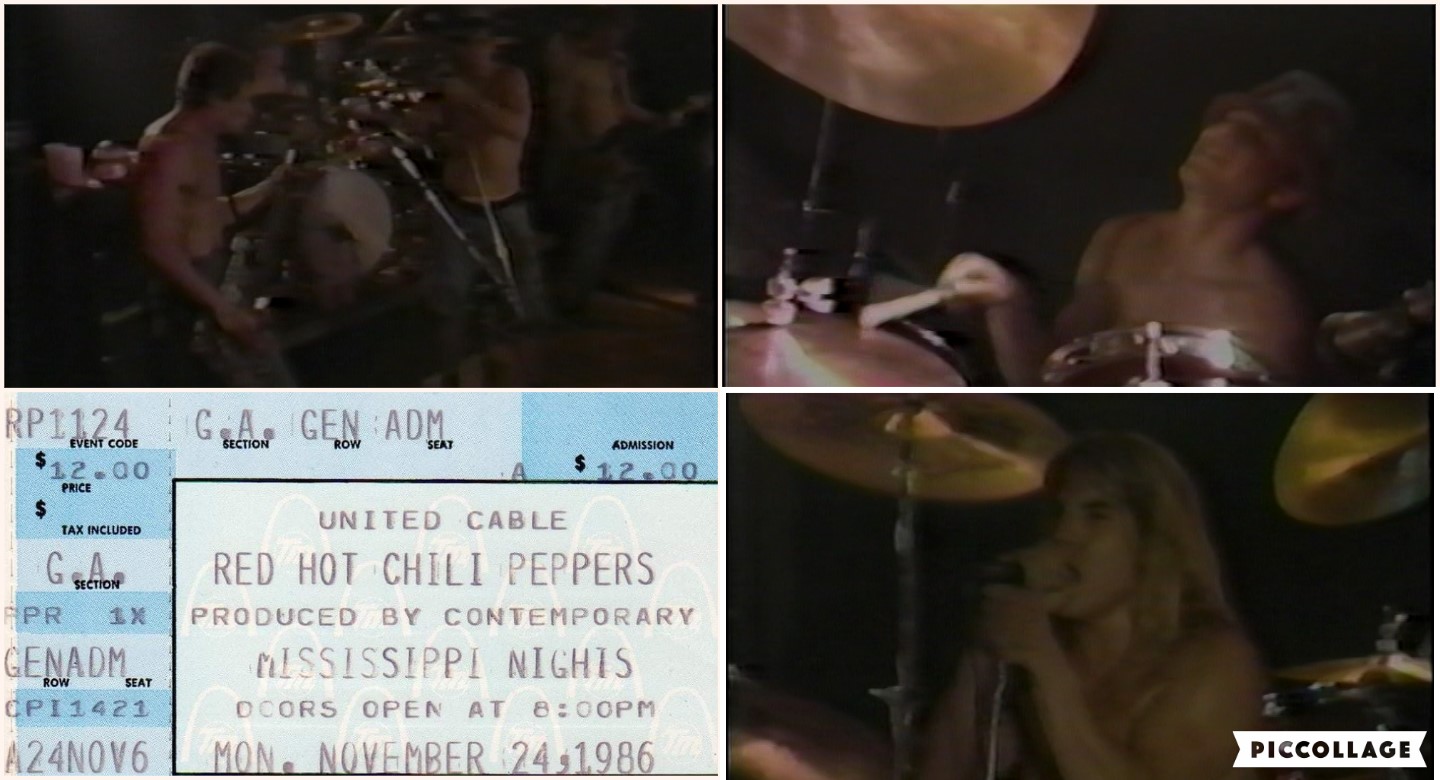 RP1124 G.A. GEN ADM
EVENT CODE SECTION ROW SEAT ADMISSION
$12.00 A $ 12.00
PRICE
$
TAX INCLUDED
UNITED CABLE
G.A. RED HOT CHILI PEPPERS
SECTION
PPR 1X PRODUCED BY CONTEMPORARY
GENADM MISSISSIPPI NIGHIS
ROW SEAT
CPI1421 DOORS OPEN AT 8:00PM
A24NOV6 MON. NOVEMBER 24,1986
PICCOLLAGE